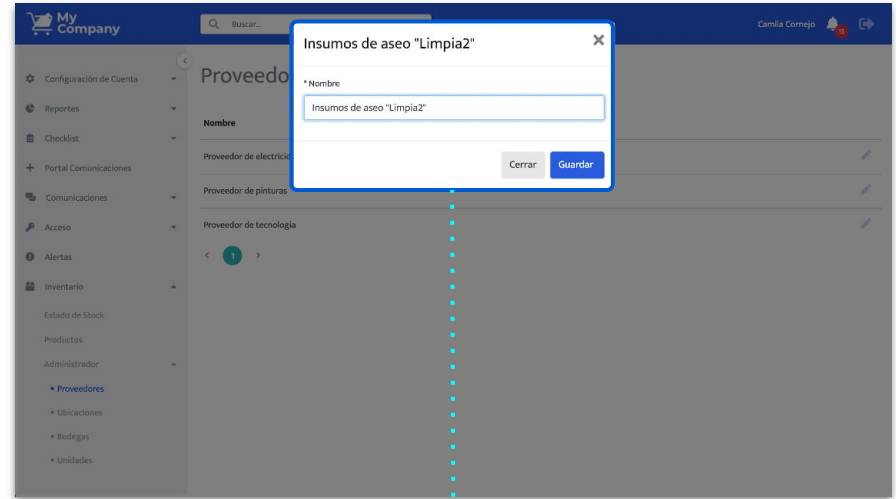 My
Company
Buscar...
Camila Cornejo
15
Insumos de aseo "Limpia2"
* Nombre
Insumos de aseo "Limpia2"
Cerrar
Guardar
Configuración de Cuenta
Reportes
Checklist
Portal Comunicaciones
Comunicaciones
Acceso
Alertas
Inventario
Estado de Stock
Productos
Administrador
• Proveedores
• Ubicaciones
• Bodegas
• Unidades
Proveedo
Nombre
Proveedor de electricid
Proveedor de pinturas
Proveedor de tecnología
< 1 >